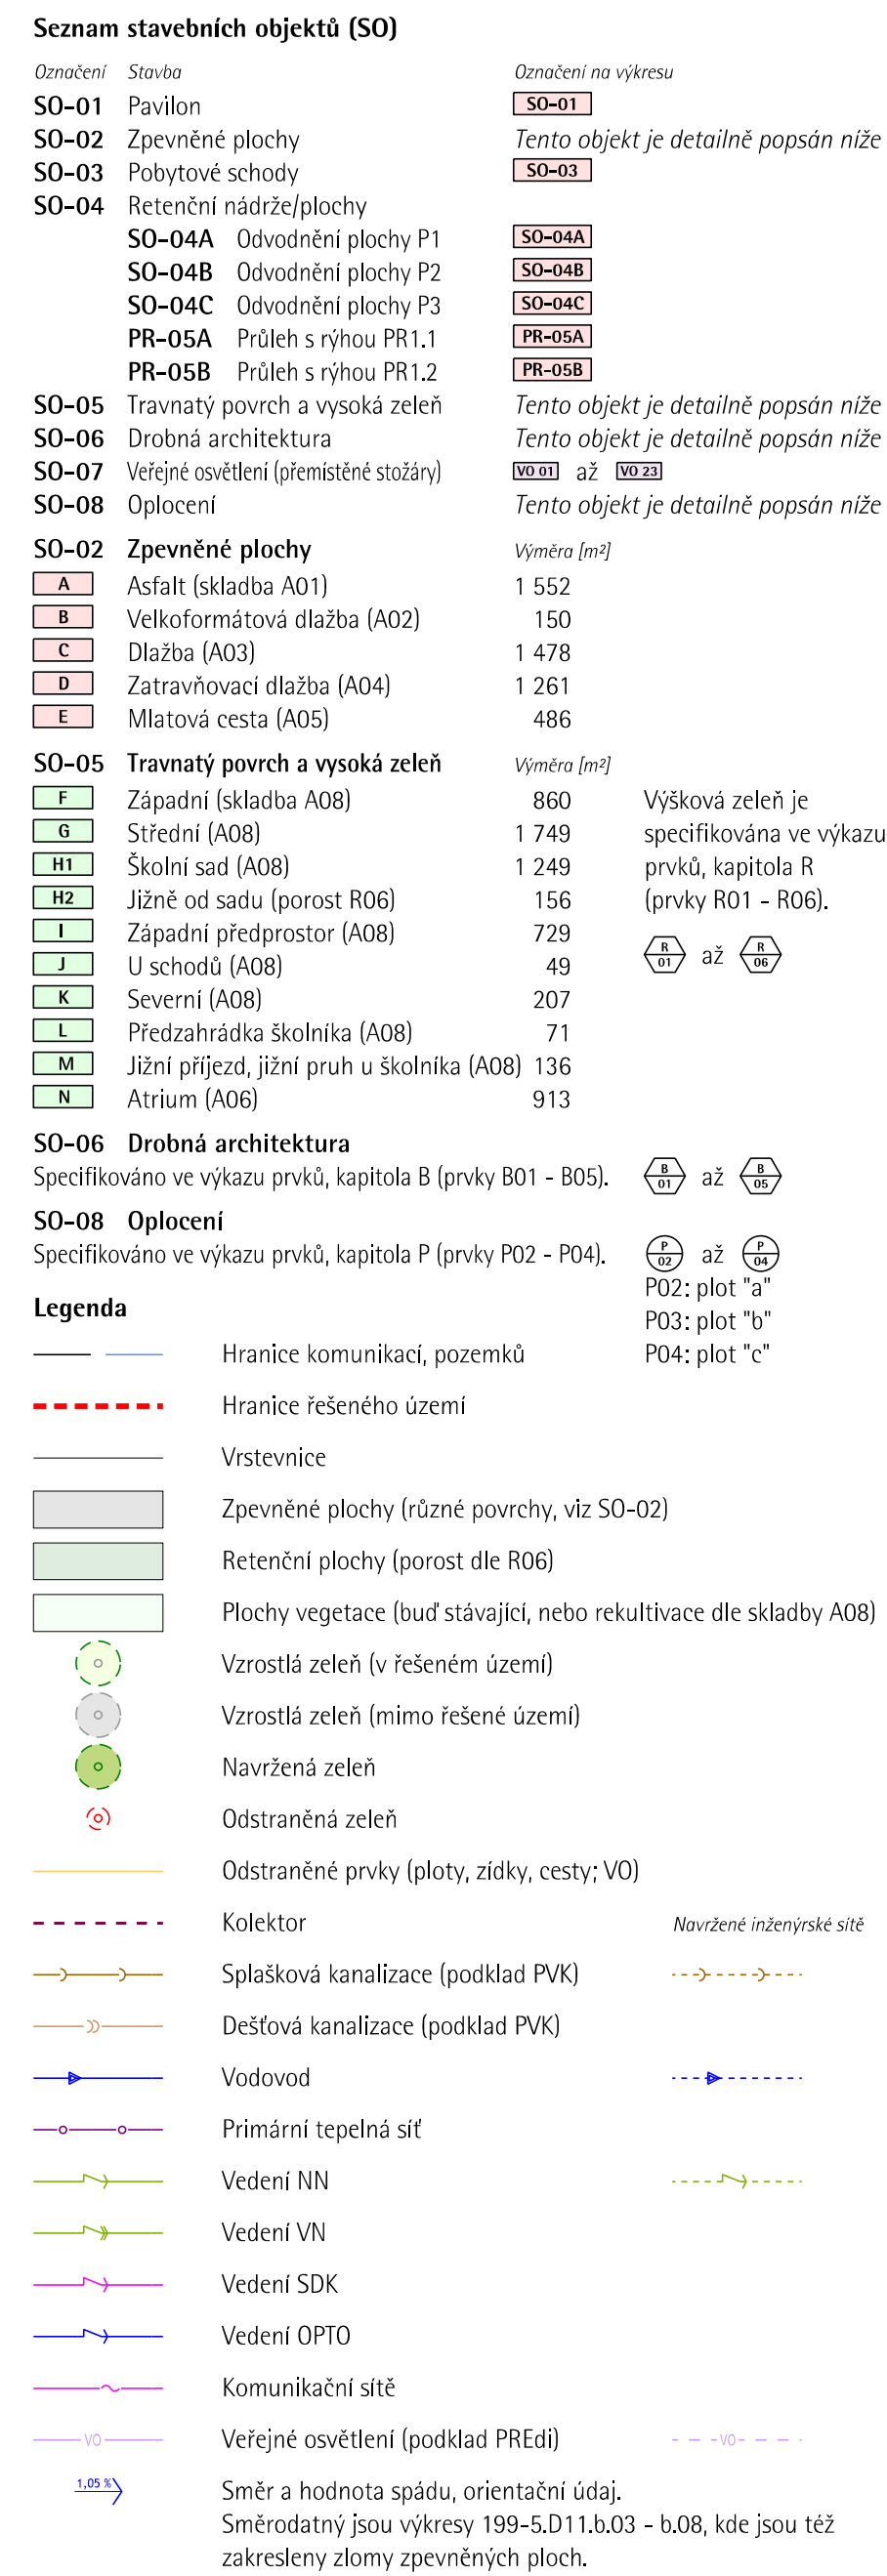 Seznam stavebních objektů (SO)
Označení Stavba Označení na výkresu
SO-01 Pavilon SO-01
SO-02 Zpevněné plochy Tento objekt je detailně popsán níže
SO-03 Pobytové schody SO-03
SO-04 Retenční nádrže/plochy
SO-04A Odvodnění plochy P1 SO-04A
SO-04B Odvodnění plochy P2 SO-04B
SO-04C Odvodnění plochy P3 SO-04C
PR-05A Průleh s rýhou PR1.1 PR-05A
PR-05B Průleh s rýhou PR1.2 PR-05B
SO-05 Travnatý povrch a vysoká zeleň Tento objekt je detailně popsán níže
SO-06 Drobná architektura Tento objekt je detailně popsán níže
SO-07 Veřejné osvětlení (přemístěné stožáry) VO 01 až VO 23
SO-08 Oplocení Tento objekt je detailně popsán níže
SO-02 Zpevněné plochy Výměra [m²]
A Asfalt (skladba A01) 1 552
B Velkoformátová dlažba (A02) 150
C Dlažba (A03) 1 478
D Zatravňovací dlažba (A04) 1 261
E Mlatová cesta (A05) 486
SO-05 Travnatý povrch a vysoká zeleň Výměra [m²]
F Západní (skladba A08) 860 Výšková zeleň je
G Střední (A08) 1 749 specifikována ve výkazu
H1 Školní sad (A08) 1 249 prvků, kapitola R
H2 Jižně od sadu (porost R06) 156 (prvky R01 - R06).
I Západní předprostor (A08) 729
J U schodů (A08) 49 R 01 až R 06
K Severní (A08) 207
L Předzahrádka školníka (A08) 71
M Jižní příjezd, jižní pruh u školníka (A08) 136
N Atrium (A06) 913
SO-06 Drobná architektura
Specifikováno ve výkazu prvků, kapitola B (prvky B01 - B05). B 01 až B 05
SO-08 Oplocení
Specifikováno ve výkazu prvků, kapitola P (prvky P02 - P04). P 02 až P 04
P02: plot "a"
Legenda
P03: plot "b"
Hranice komunikací, pozemků P04: plot "c"
Hranice řešeného území
Vrstevnice
Zpevněné plochy (různé povrchy, viz SO-02)
Retenční plochy (porost dle R06)
Plochy vegetace (buď stávající, nebo rekultivace dle skladby A08)
Vzrostlá zeleň (v řešeném území)
Vzrostlá zeleň (mimo řešené území)
Navržená zeleň
Odstraněná zeleň
Odstraněné prvky (ploty, zídky, cesty; VO)
Kolektor Navržené inženýrské sítě
Splašková kanalizace (podklad PVK)
Dešťová kanalizace (podklad PVK)
Vodovod
Primární tepelná síť
Vedení NN
Vedení VN
Vedení SDK
Vedení OPTO
Komunikační sítě
VO Veřejné osvětlení (podklad PREdi) VO
1,05 % Směr a hodnota spádu, orientační údaj.
Směrodatný jsou výkresy 199-5.D11.b.03 - b.08, kde jsou též
zakresleny zlomy zpevněných ploch.